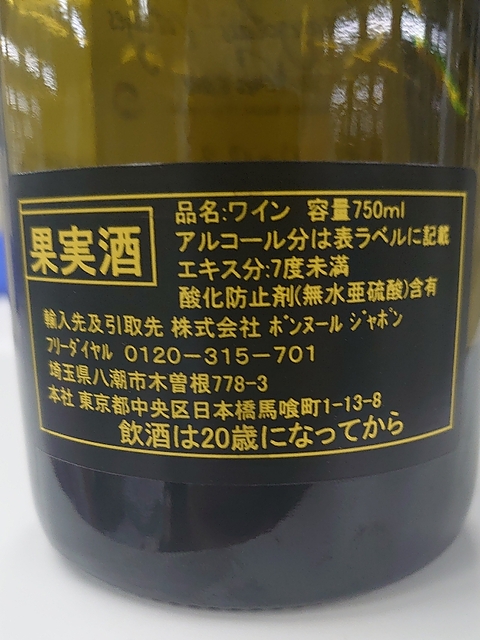 果実酒
品名:ワイン 容量750ml
アルコール分は表ラベルに記載
エキス分:7度未満
酸化防止剤(無水亜硫酸)含有
輸入先及引取先 株式会社 ボンヌール ジャポン
フリーダイヤル 0120-315-701
埼玉県八潮市木曽根778-3
本社 東京都中央区日本橋馬喰町1-13-8
飲酒は20歳になってから